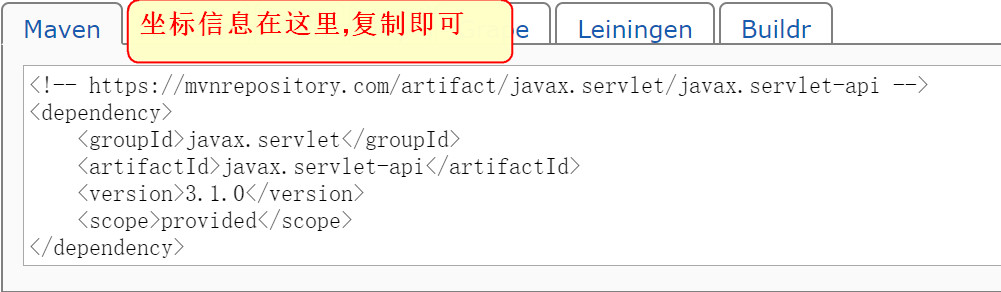 Maven
坐标信息在这里,复制即可
Leiningen
Buildr
<!-- https://mvnrepository.com/artifact/javax.servlet/javax.servlet-api -->
<dependency>
    <groupId>javax.servlet</groupId>
    <artifactId>javax.servlet-api</artifactId>
    <version>3.1.0</version>
    <scope>provided</scope>
</dependency>